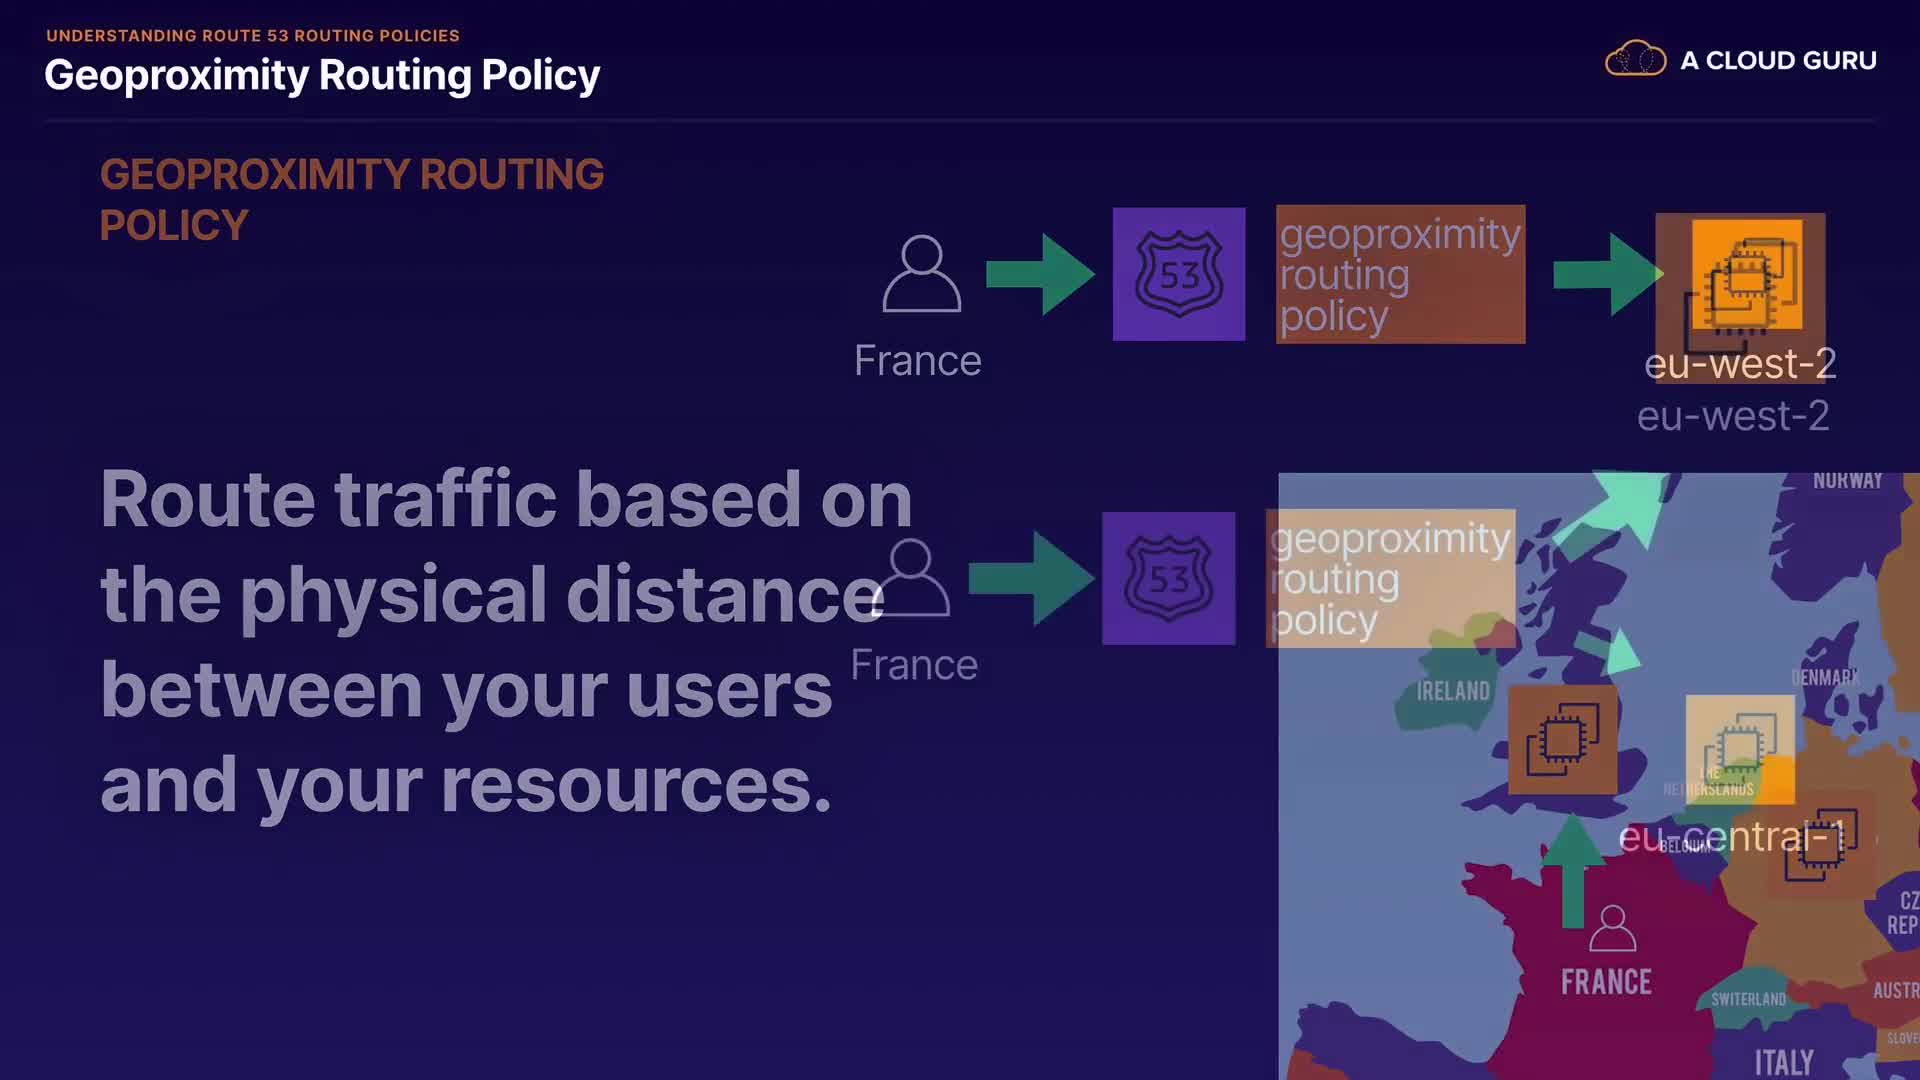 UNDERSTANDING ROUTE 53 ROUTING POLICIES
Geoproximity Routing Policy
A CLOUD GURU
GEOPROXIMITY ROUTING
POLICY
53
geoproximity
routing
policy
France
eu-west-2
eu-west-2
Route traffic based on
the physical distance
between your users
and your resources.
53
geoproximity
routing
policy
France
NORWAY
IRELAND
DENMARK
THE
NETHERSLANDS
eu-central-1
BELGIUM
CZ
REP
FRANCE
SWITERLAND
AUSTR
SLOVE
ITALY